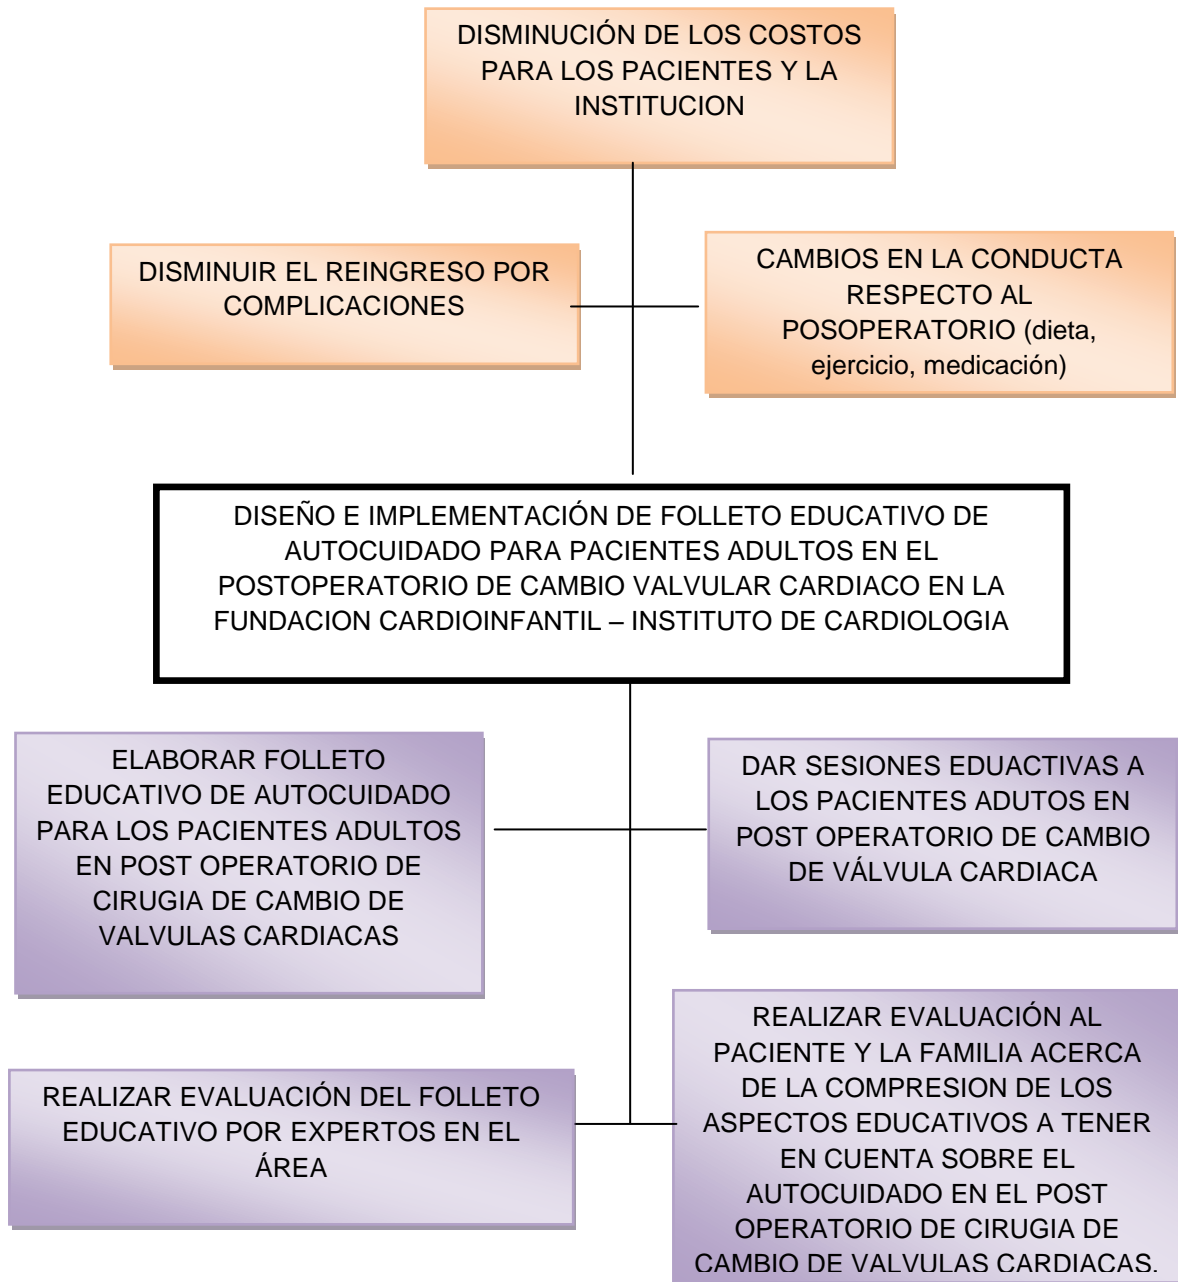 DISMINUCIÓN DE LOS COSTOS
PARA LOS PACIENTES Y LA
INSTITUCION
DISMINUIR EL REINGRESO POR
COMPLICACIONES
CAMBIOS EN LA CONDUCTA
RESPECTO AL
POSOPERATORIO (dieta,
ejercicio, medicación)
DISEÑO E IMPLEMENTACIÓN DE FOLLETO EDUCATIVO DE
AUTOCUIDADO PARA PACIENTES ADULTOS EN EL
POSTOPERATORIO DE CAMBIO VALVULAR CARDIACO EN LA
FUNDACION CARDIOINFANTIL – INSTITUTO DE CARDIOLOGIA
ELABORAR FOLLETO
EDUCATIVO DE AUTOCUIDADO
PARA LOS PACIENTES ADULTOS
EN POST OPERATORIO DE
CIRUGIA DE CAMBIO DE
VALVULAS CARDIACAS
DAR SESIONES EDUACTIVAS A
LOS PACIENTES ADUTOS EN
POST OPERATORIO DE CAMBIO
DE VÁLVULA CARDIACA
REALIZAR EVALUACIÓN DEL FOLLETO
EDUCATIVO POR EXPERTOS EN EL
ÁREA
REALIZAR EVALUACIÓN AL
PACIENTE Y LA FAMILIA ACERCA
DE LA COMPRESION DE LOS
ASPECTOS EDUCATIVOS A TENER
EN CUENTA SOBRE EL
AUTOCUIDADO EN EL POST
OPERATORIO DE CIRUGIA DE
CAMBIO DE VALVULAS CARDIACAS.